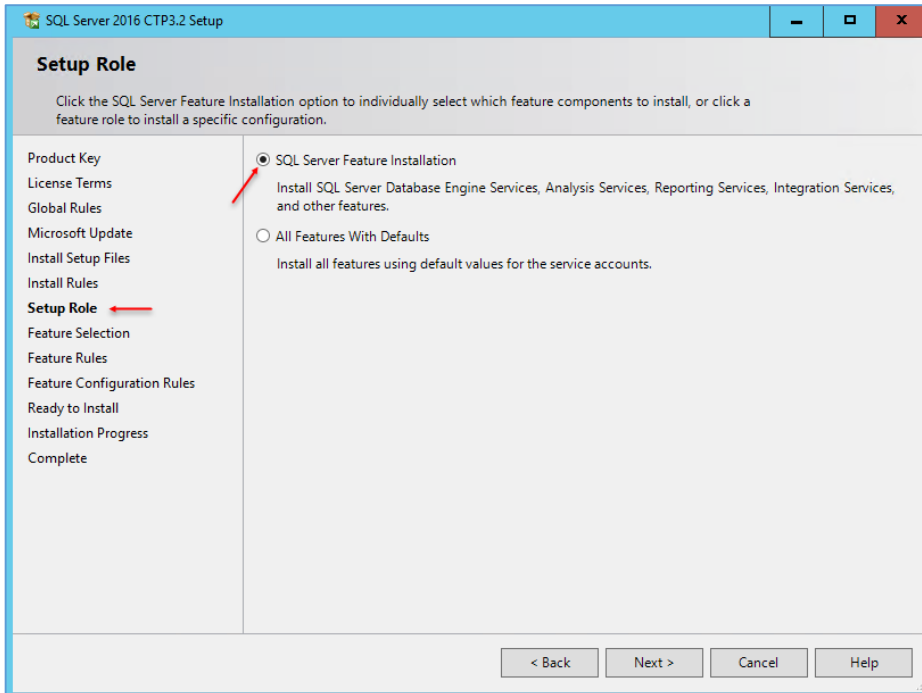 SQL Server 2016 CTP3.2 Setup
Setup Role
Click the SQL Server Feature Installation option to individually select which feature components to install, or click a
feature role to install a specific configuration.
Product Key
License Terms
Global Rules
Microsoft Update
Install Setup Files
Install Rules
Setup Role
Feature Selection
Feature Rules
Feature Configuration Rules
Ready to Install
Installation Progress
Complete
SQL Server Feature Installation
Install SQL Server Database Engine Services, Analysis Services, Reporting Services, Integration Services,
and other features.
All Features With Defaults
Install all features using default values for the service accounts.
< Back
Next >
Cancel
Help